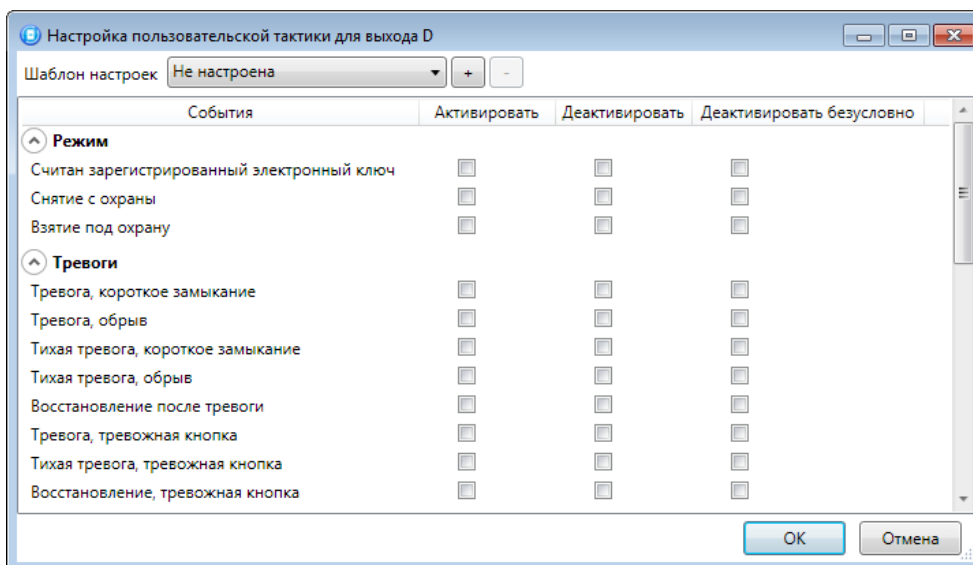 Настройка пользовательской тактики для выхода D
Шаблон настроек Не настроена + -
События Активировать Деактивировать Деактивировать безусловно
Режим
Считан зарегистрированный электронный ключ
Снятие с охраны
Взятие под охрану
Тревоги
Тревога, короткое замыкание
Тревога, обрыв
Тихая тревога, короткое замыкание
Тихая тревога, обрыв
Восстановление после тревоги
Тревога, тревожная кнопка
Тихая тревога, тревожная кнопка
Восстановление, тревожная кнопка
OK Отмена